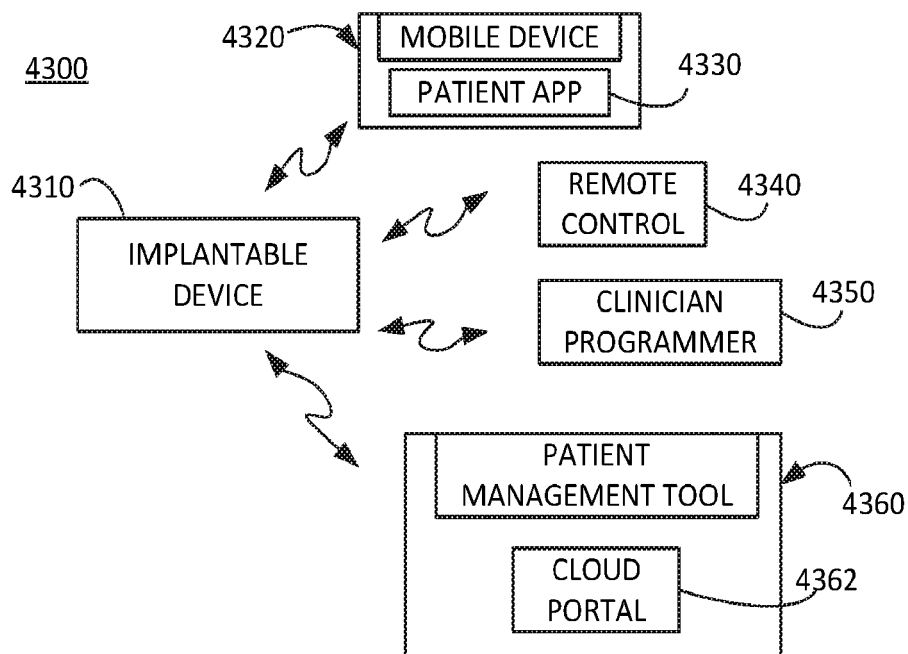 4320
MOBILE DEVICE
4300
4330
PATIENT APP
4310
REMOTE
CONTROL
4340
IMPLANTABLE
DEVICE
4350
CLINICIAN
PROGRAMMER
PATIENT
MANAGEMENT TOOL
4360
CLOUD
PORTAL
4362